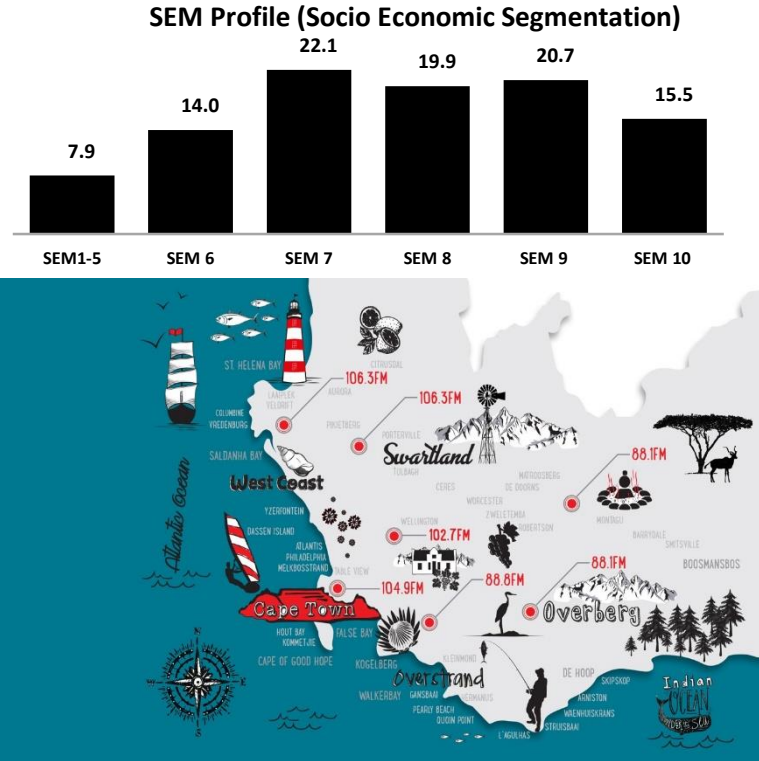 SEM Profile (Socio Economic Segmentation)
7.9
14.0
22.1
19.9
20.7
15.5
SEM1-5
SEM 6
SEM 7
SEM 8
SEM 9
SEM 10
CITRUSDAL
ST. HELENA BAY
106.3FM
AURORA
LAAIPLEK
VELDRIFT
106.3FM
COLUMBINE
VREDENBURG
PIKETBERG
PORTERVILLE
Swartland
SALDANHA BAY
TULBAGH
88.1FM
West Coast
MATROOSBERG
DE DOORNS
CERES
WORCESTER
Atlantic Ocean
YZERFONTEIN
ZWELETEMBA
MONTAGU
WELLINGTON
ROBERTSON
DASSEN ISLAND
102.7FM
BARRYDALE
SMITSVILLE
ATLANTIS
PHILADELPHIA
MELKBOSSTRAND
BOOSMANSBOS
TABLE VIEW
88.1FM
88.8FM
104.9FM
Cape Town
Overberg
HOUT BAY
KOMMETJIE
FALSE BAY
N
CAPE OF GOOD HOPE
KOGELBERG
KLEINMOND
DE HOOP
Overstrand
SKIPSKOP
Indian
OCEAN
WALKERBAY
GANSBAAI
HERMANUS
ARNISTON
PEARLY BEACH
QUOIN POINT
WAENHUISKRANS
STRUISBAAI
L'AGULHAS